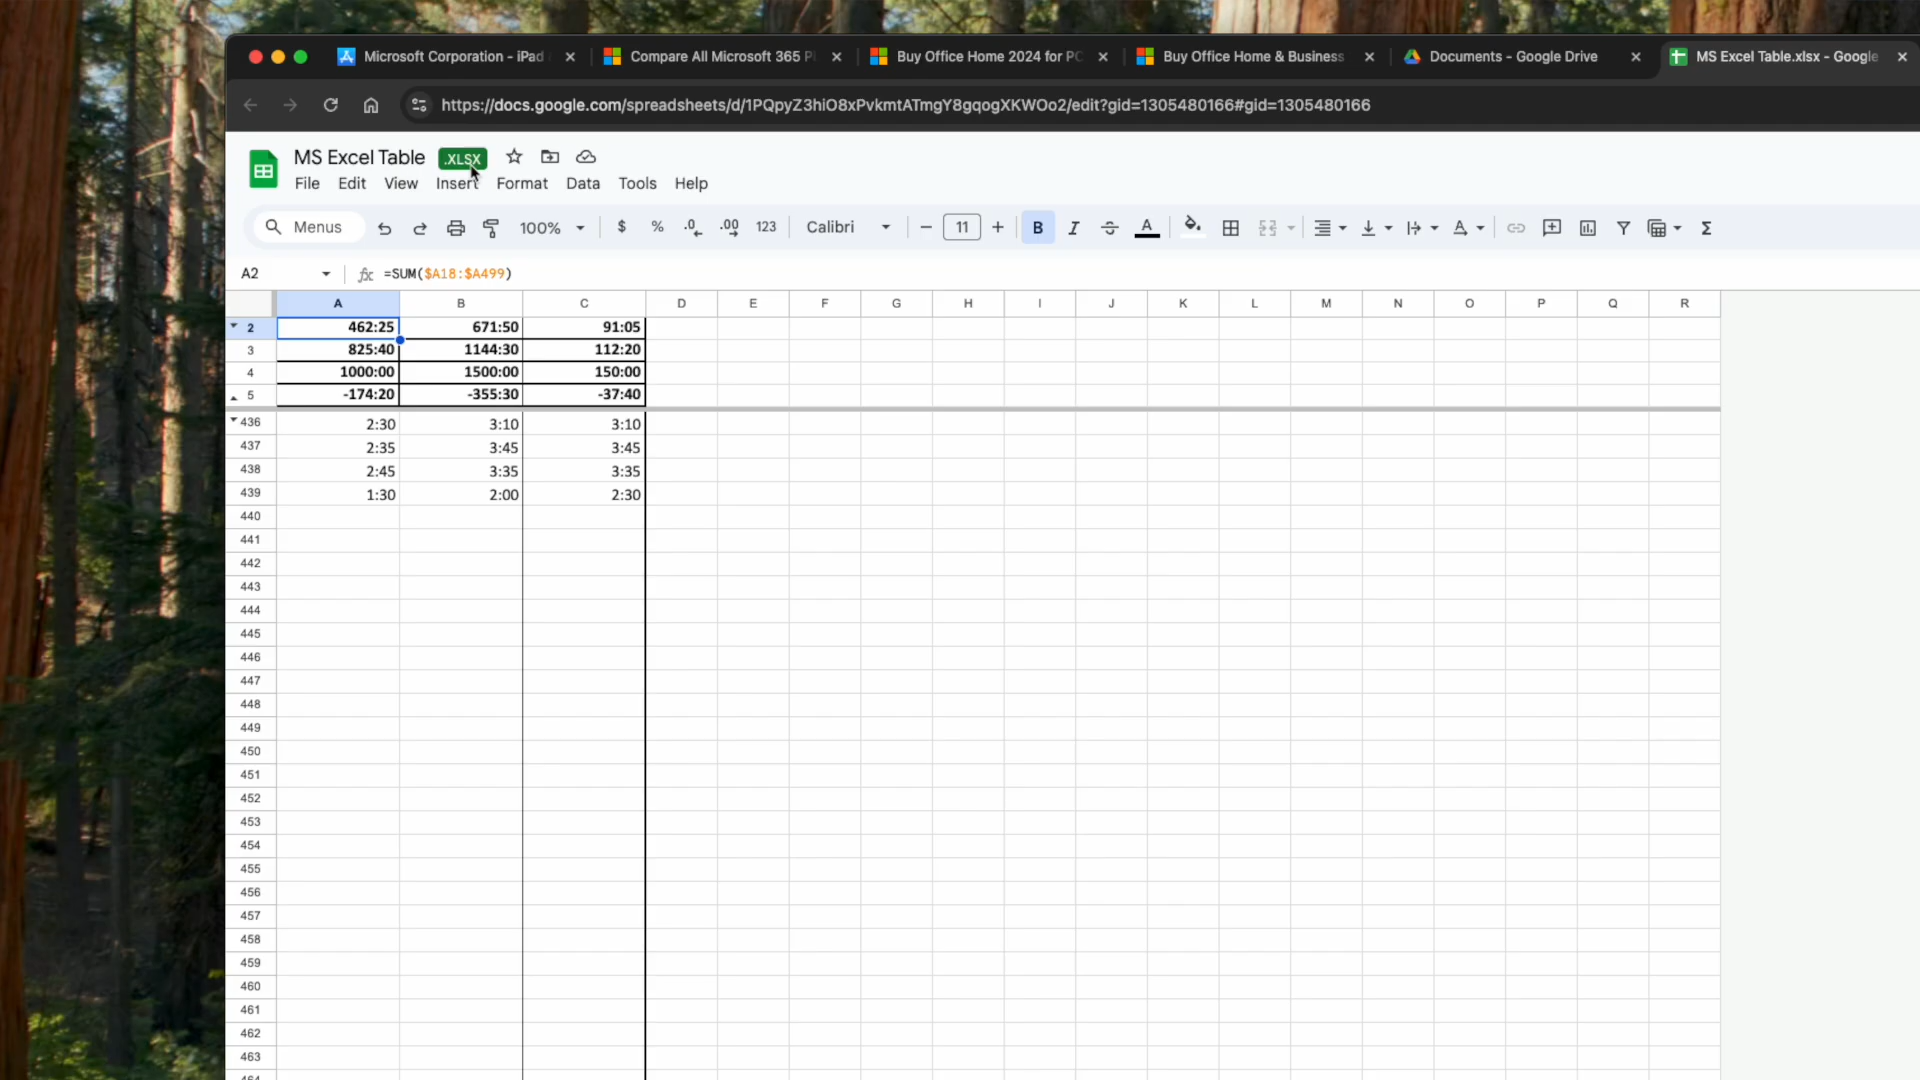 Microsoft Corporation - iPad
Compare All Microsoft 365 Pl
Buy Office Home 2024 for PC
Buy Office Home & Business
Documents - Google Drive
MS Excel Table.xlsx - Google
https://docs.google.com/spreadsheets/d/1PQpyZ3hiO8xPvkmtATmgY8gqogXKWOo2/edit?gid=1305480166#gid=1305480166
MS Excel Table .XLSX
File Edit View Insert Format Data Tools Help
Menus 100% $ % .0 .00 123 Calibri 11 B I S A Σ
A2 fx =SUM($A18:$A499)
A B C D E F G H I J K L M N O P Q R
2 462:25 671:50 91:05
3 825:40 1144:30 112:20
4 1000:00 1500:00 150:00
5 -174:20 -355:30 -37:40
436 2:30 3:10 3:10
437 2:35 3:45 3:45
438 2:45 3:35 3:35
439 1:30 2:00 2:30
440
441
442
443
444
445
446
447
448
449
450
451
452
453
454
455
456
457
458
459
460
461
462
463
464